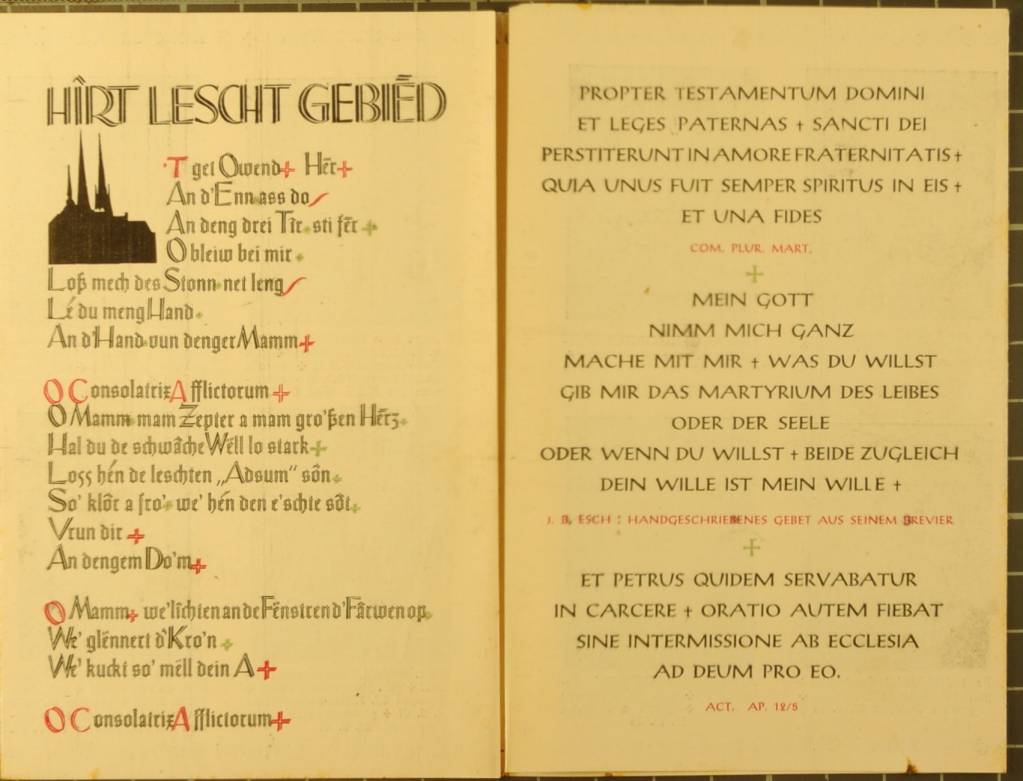 HÎRT LESCHT GEBIĒD
'T get Owend+ Hēr+
An d'Enn ass do
An deng drei Tîr sti fēr+
O bleiw bei mir
Loß mech des Stonn net leng
Lé du meng Hand
An d'Hand vun denger Mamm+
O Consolatrix Afflictorum+
O Mamm mam Zepter a mam gro'ßen Hērz
Hal du de schwâche Wëll lo stark+
Loss hén de leschten „Adsum" sôn
So' klôr a fro' we' hén den e'schte sôt
Vrun dir+
An dengem Do'm+
O Mamm+ we' lîchten an de Fënstren d'Fârwen op
We' glënnert d'Kro'n
We' kuckt so' mëll dein A+
O Consolatrix Afflictorum+
PROPTER TESTAMENTUM DOMINI
ET LEGES PATERNAS + SANCTI DEI
PERSTITERUNT IN AMORE FRATERNITATIS +
QUIA UNUS FUIT SEMPER SPIRITUS IN EIS +
ET UNA FIDES
COM. PLUR. MART.
+
MEIN GOTT
NIMM MICH GANZ
MACHE MIT MIR + WAS DU WILLST
GIB MIR DAS MARTYRIUM DES LEIBES
ODER DER SEELE
ODER WENN DU WILLST + BEIDE ZUGLEICH
DEIN WILLE IST MEIN WILLE +
J. B. ESCH : HANDGESCHRIEBENES GEBET AUS SEINEM BREVIER
+
ET PETRUS QUIDEM SERVABATUR
IN CARCERE + ORATIO AUTEM FIEBAT
SINE INTERMISSIONE AB ECCLESIA
AD DEUM PRO EO.
ACT. AP. 12/5